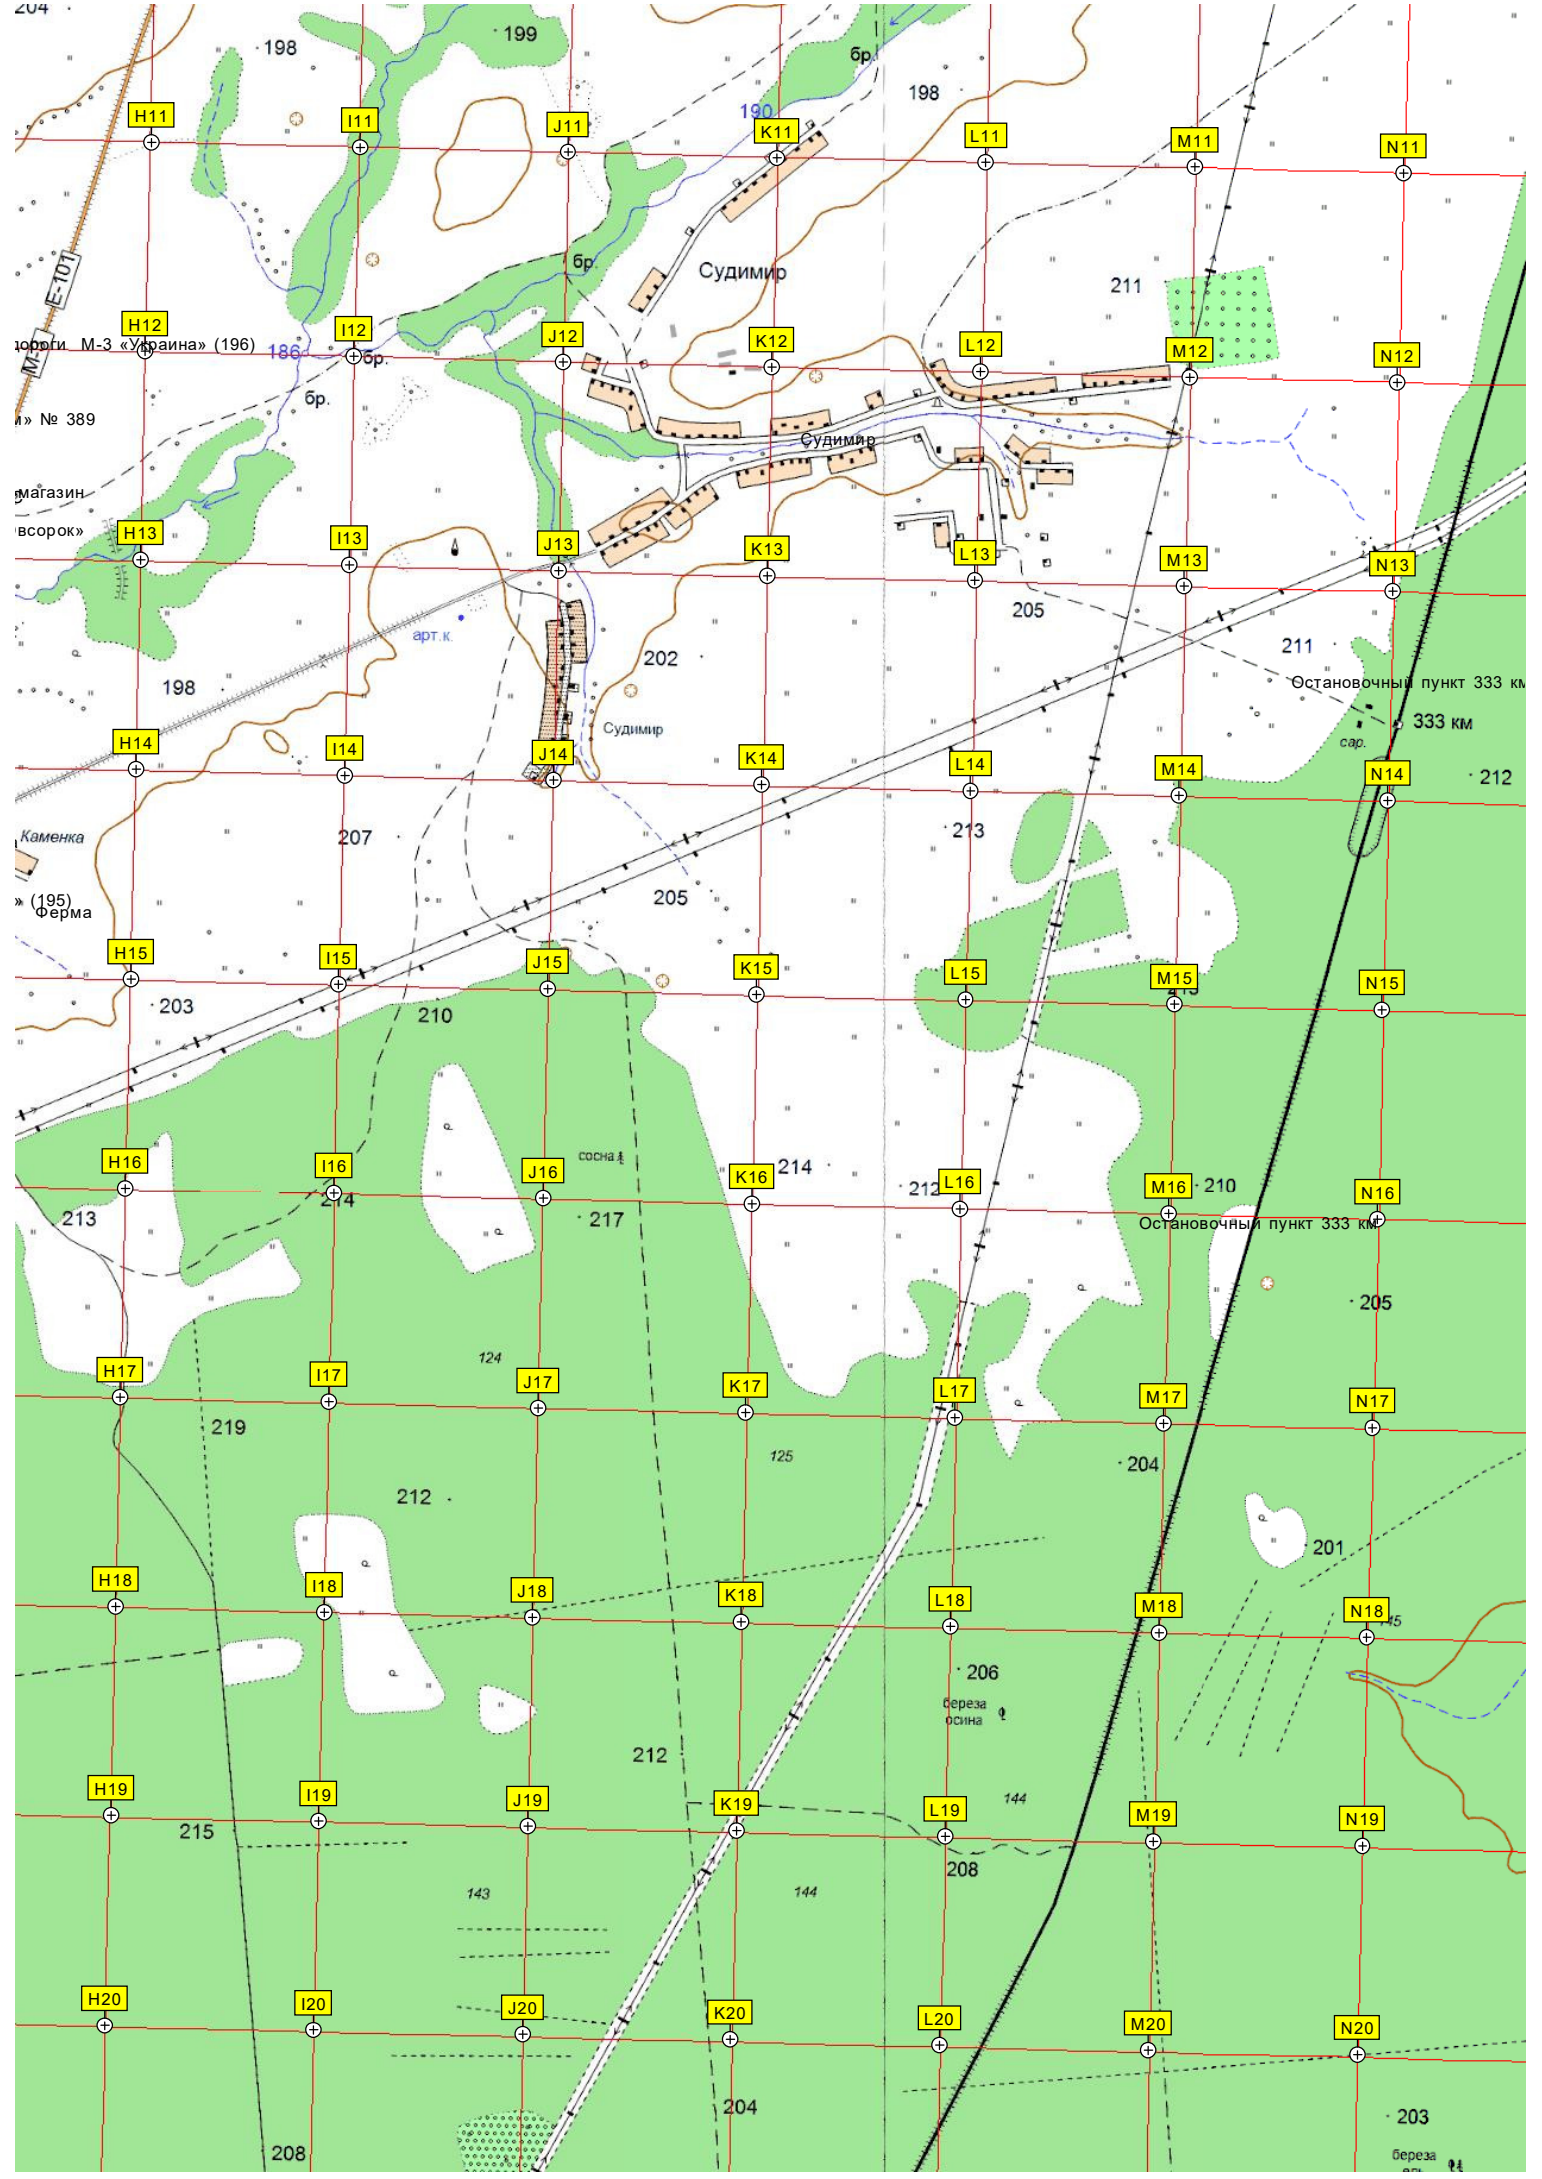 204
198
199
бр.
198
190
H11
I11
J11
K11
L11
M11
N11
E-101
бр.
Судимир
211
H12
I12
J12
K12
L12
M12
N12
дороги М-3 «Украина» (196)
186
бр.
бр.
№ 389
Судимир
магазин
H13
I13
J13
K13
L13
M13
N13
205
арт.к.
202
211
198
Остановочный пункт 333 км
333 км
сар.
Судимир
H14
I14
J14
K14
L14
M14
N14
212
Каменка
207
213
205
» (195)
Ферма
H15
I15
J15
K15
L15
M15
N15
203
210
сосна
214
H16
I16
J16
K16
L16
M16
N16
212
210
214
213
217
Остановочный пункт 333 км
205
124
H17
I17
J17
K17
L17
M17
N17
219
125
204
212
201
H18
I18
J18
K18
L18
M18
N18
206
береза
осина
212
H19
I19
J19
K19
L19
M19
N19
144
215
208
143
144
H20
I20
J20
K20
L20
M20
N20
204
203
208
береза